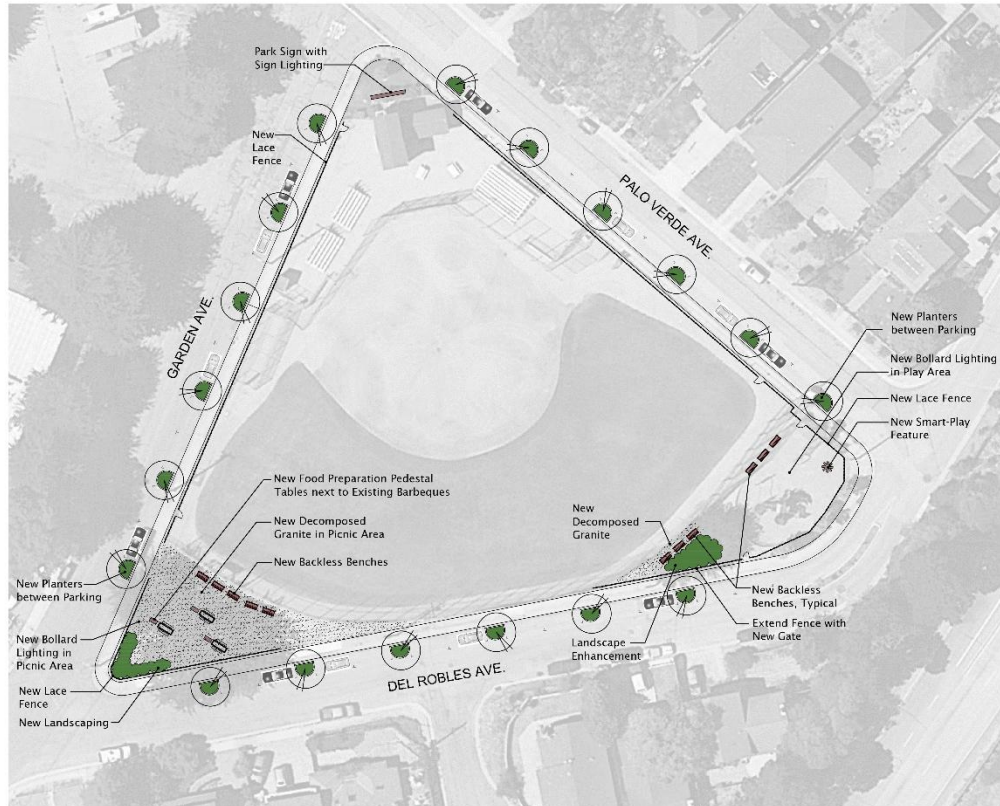 Park Sign with
Sign Lighting
New
Lace
Fence
PALO VERDE AVE.
GARDEN AVE.
New Planters
between Parking
New Bollard Lighting
in Play Area
New Lace Fence
New Smart-Play
Feature
New Food Preparation Pedestal
Tables next to Existing Barbeques
New Decomposed
Granite in Picnic Area
New Backless Benches
New
Decomposed
Granite
New Planters
between Parking
New Backless
Benches, Typical
Extend Fence with
New Gate
Landscape
Enhancement
New Bollard
Lighting in
Picnic Area
DEL ROBLES AVE.
New Lace
Fence
New Landscaping